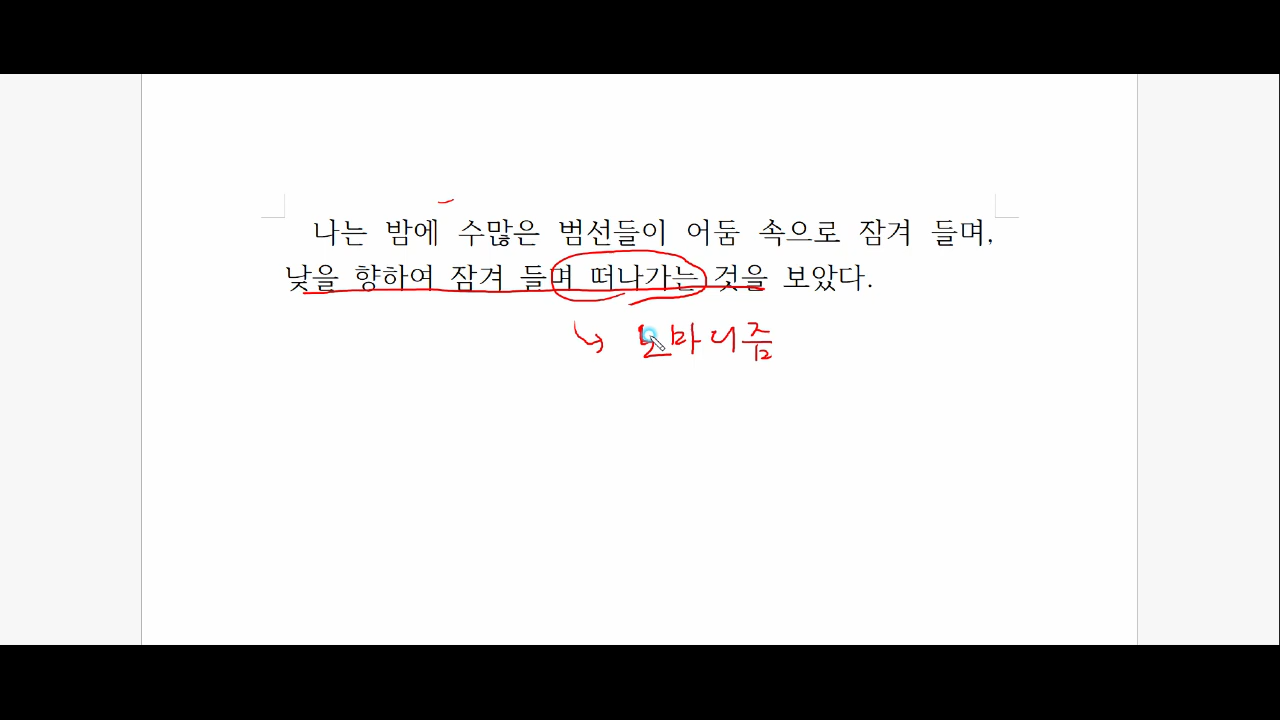 나는 밤에 수많은 범선들이 어둠 속으로 잠겨 들며,
낮을 향하여 잠겨 들며 떠나가는 것을 보았다.
노마디즘